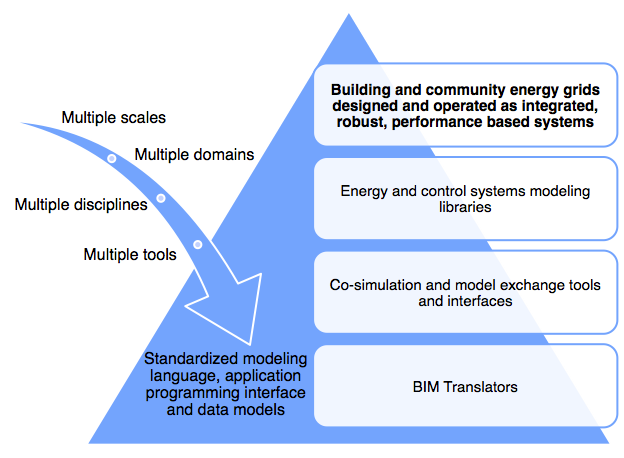 Multiple scales
Multiple domains
Multiple disciplines
Multiple tools
Standardized modeling
language, application
programming interface
and data models
Building and community energy grids
designed and operated as integrated,
robust, performance based systems
Energy and control systems modeling
libraries
Co-simulation and model exchange tools
and interfaces
BIM Translators